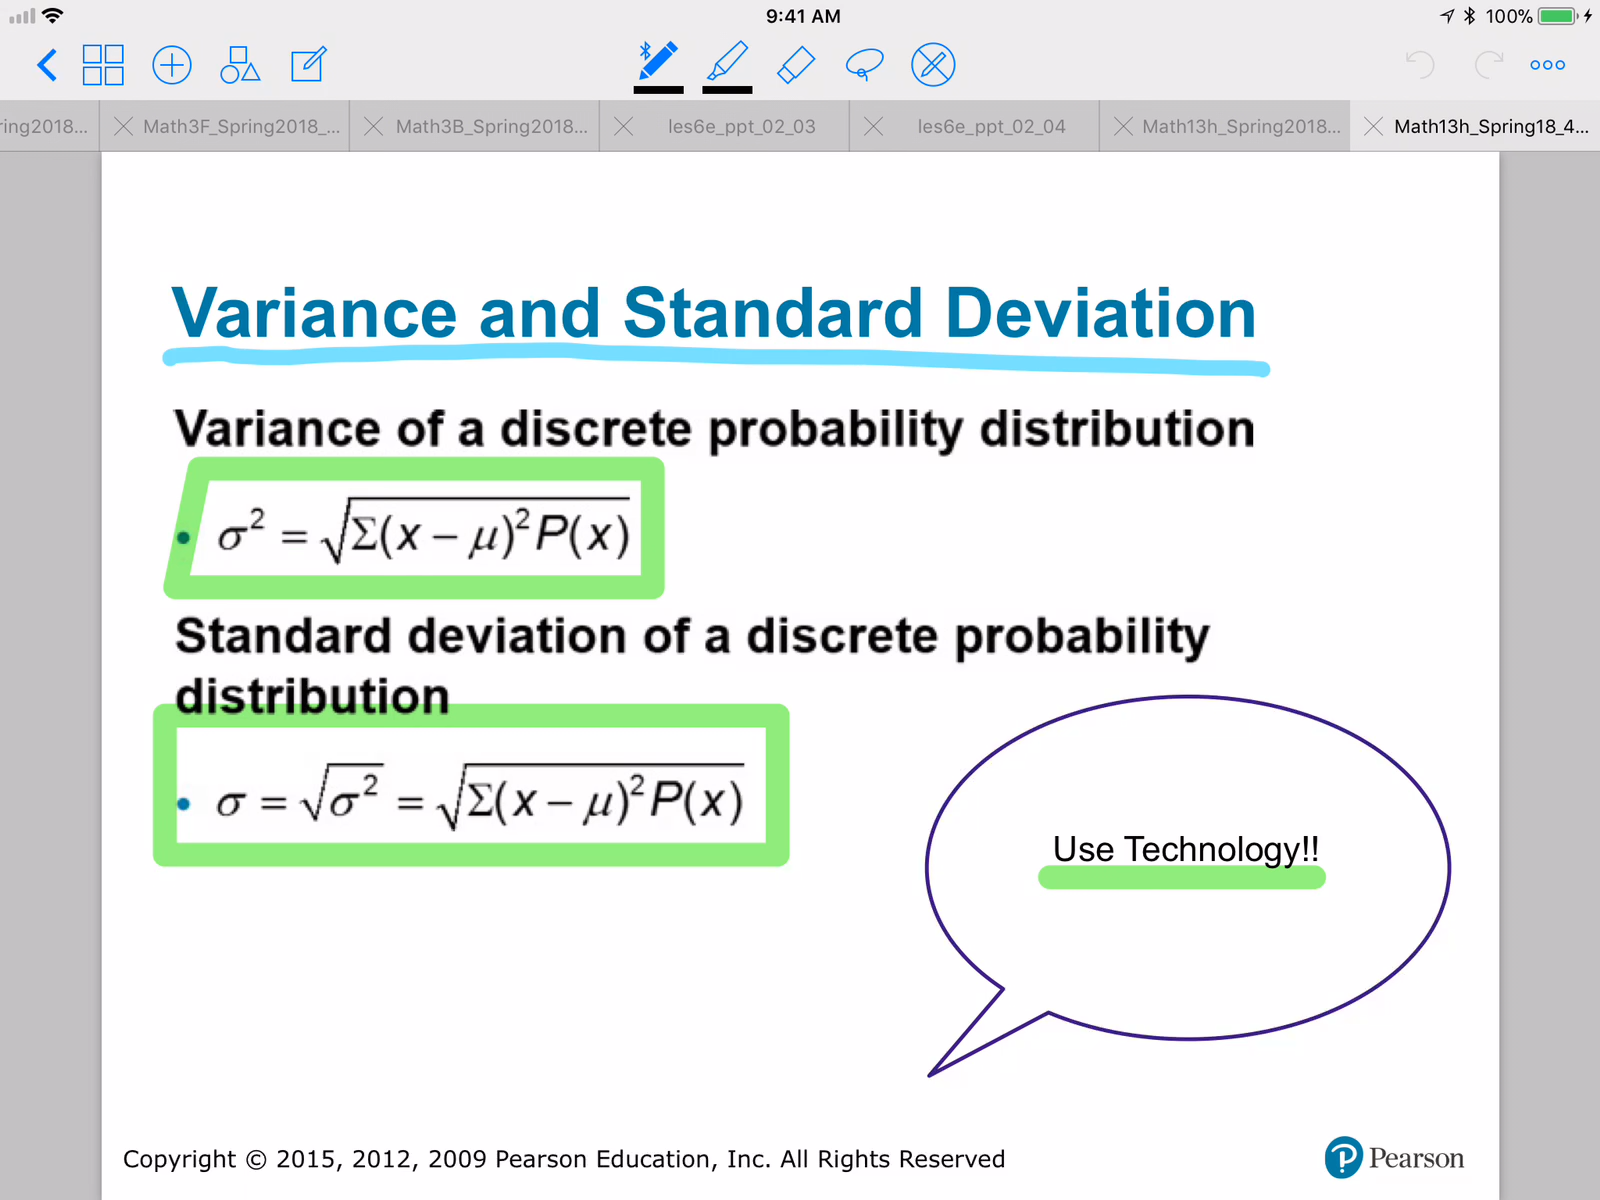 9:41 AM
100%
ring2018...
Math3F_Spring2018_...
Math3B_Spring2018...
les6e_ppt_02_03
les6e_ppt_02_04
Math13h_Spring2018...
Math13h_Spring18_4...
Variance and Standard Deviation
Variance of a discrete probability distribution
• σ² = √Σ(x – μ)²P(x)
Standard deviation of a discrete probability
distribution
• σ = √σ² = √Σ(x – μ)²P(x)
Use Technology!!
Copyright © 2015, 2012, 2009 Pearson Education, Inc. All Rights Reserved
P Pearson